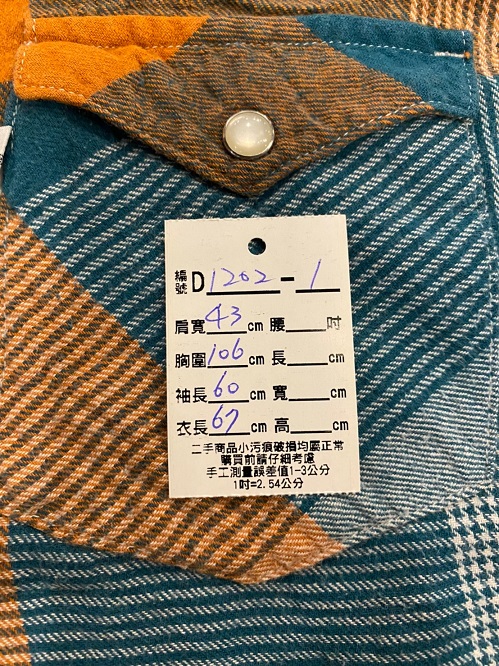 編號D1202-1
肩寬43cm 腰____吋
胸圍106cm 長____cm
袖長60cm 寬____cm
衣長67cm 高____cm
二手商品小污痕破損均屬正常
購買前請仔細考慮
手工測量誤差值1-3公分
1吋=2.54公分